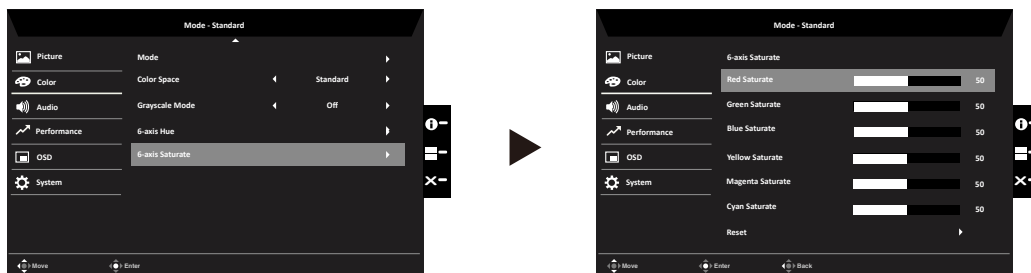 Mode - Standard
Picture
Color
Audio
Performance
OSD
System
Mode
Color Space Standard
Grayscale Mode Off
6-axis Hue
6-axis Saturate
Move Enter
Mode - Standard
Picture
Color
Audio
Performance
OSD
System
6-axis Saturate
Red Saturate 50
Green Saturate 50
Blue Saturate 50
Yellow Saturate 50
Magenta Saturate 50
Cyan Saturate 50
Reset
Move Enter Back